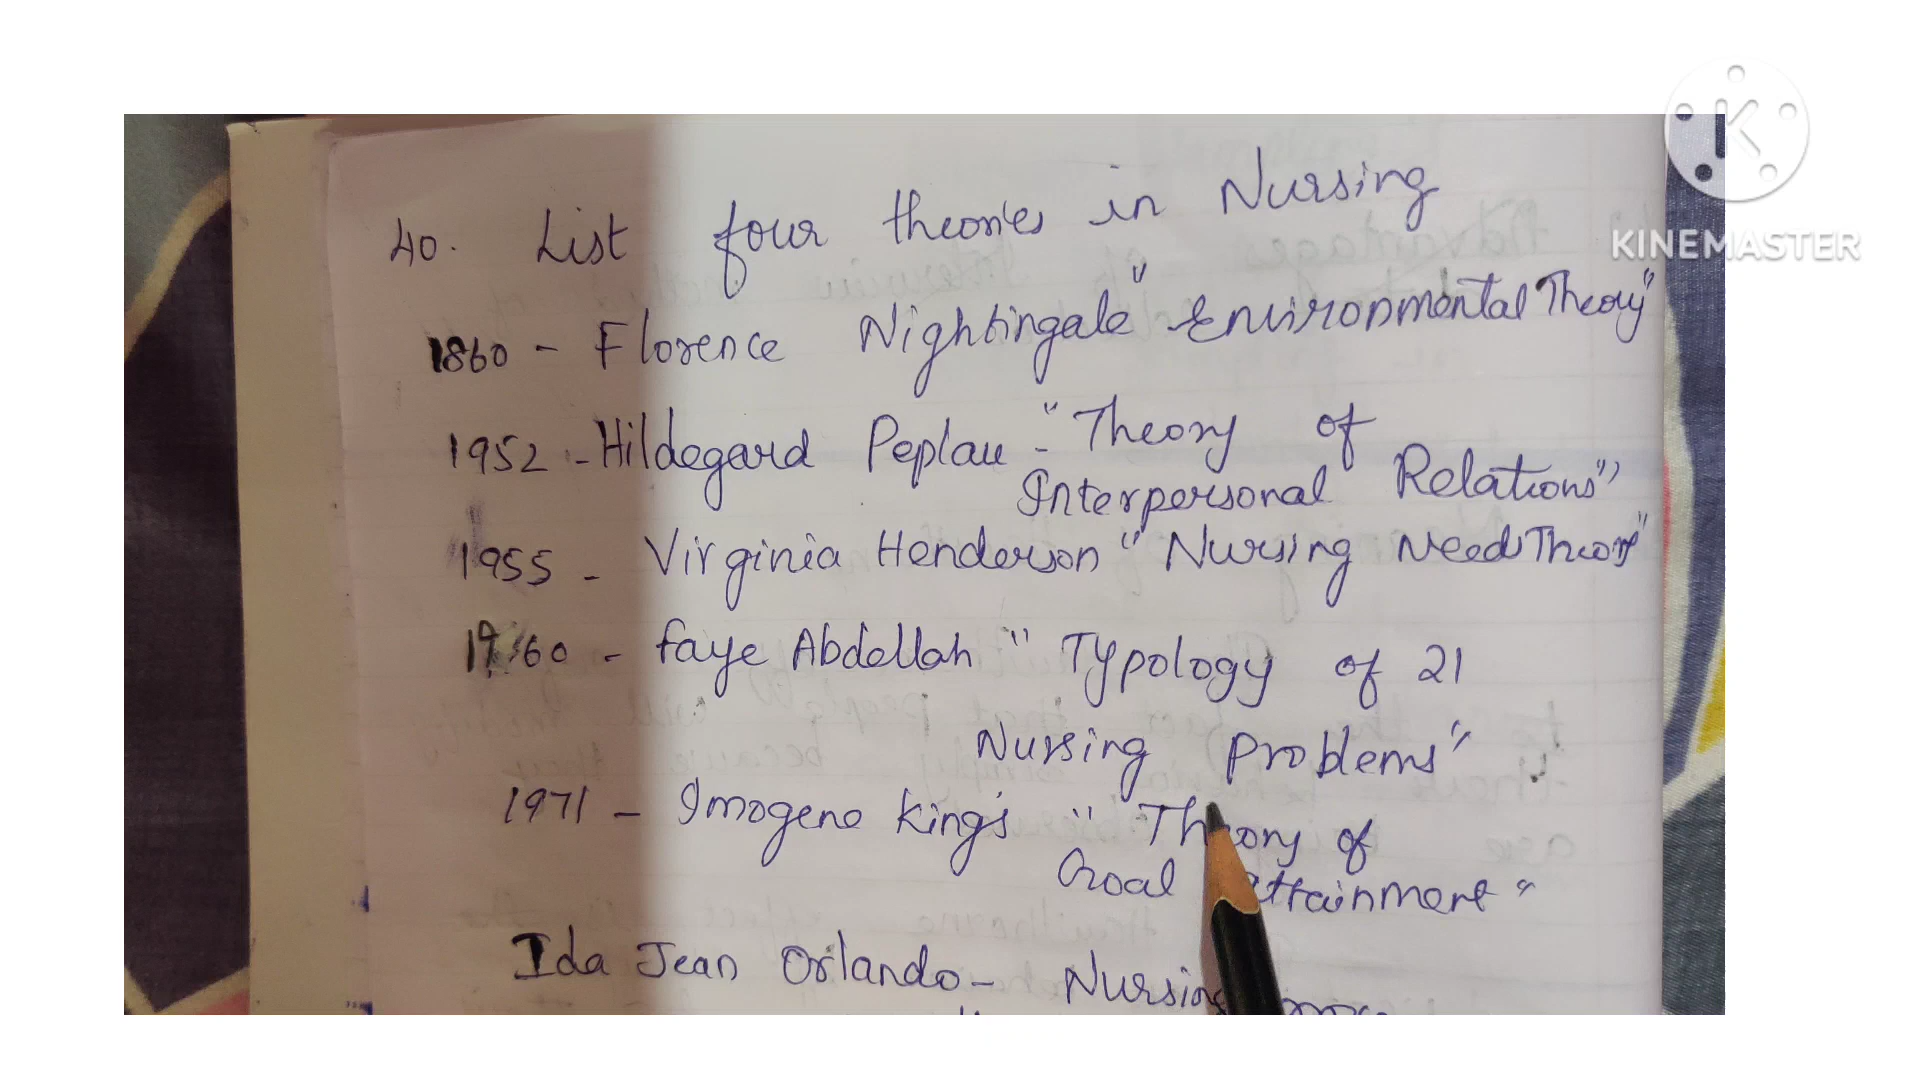 KINEMASTER
40. List four theories in Nursing
1860 - Florence Nightingale "Environmental Theory"
1952 - Hildegard Peplau - "Theory of
Interpersonal Relations"
1955 - Virginia Henderson "Nursing Need Theory"
1960 - Faye Abdellah "Typology of 21
Nursing Problems"
1971 - Imogene King's "Theory of
Goal attainment"
Ida Jean Orlando - Nursing